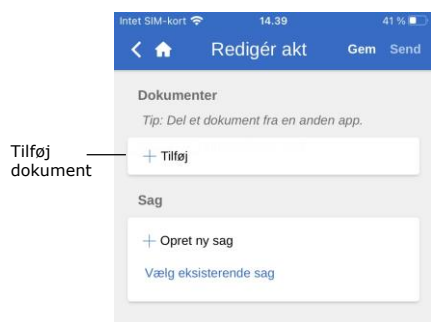 Intet SIM-kort 14.39 41 %
Redigér akt Gem Send
Dokumenter
Tip: Del et dokument fra en anden app.
Tilføj
dokument
+ Tilføj
Sag
+ Opret ny sag
Vælg eksisterende sag